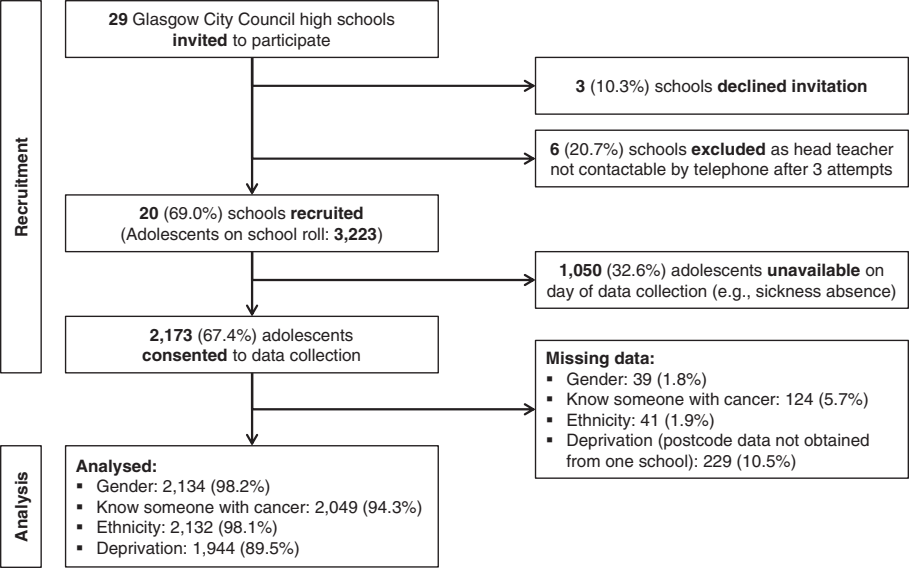 Recruitment
29 Glasgow City Council high schools
invited to participate
3 (10.3%) schools declined invitation
6 (20.7%) schools excluded as head teacher
not contactable by telephone after 3 attempts
20 (69.0%) schools recruited
(Adolescents on school roll: 3,223)
1,050 (32.6%) adolescents unavailable on
day of data collection (e.g., sickness absence)
2,173 (67.4%) adolescents
consented to data collection
Missing data:
▪ Gender: 39 (1.8%)
▪ Know someone with cancer: 124 (5.7%)
▪ Ethnicity: 41 (1.9%)
▪ Deprivation (postcode data not obtained
from one school): 229 (10.5%)
Analysis
Analysed:
▪ Gender: 2,134 (98.2%)
▪ Know someone with cancer: 2,049 (94.3%)
▪ Ethnicity: 2,132 (98.1%)
▪ Deprivation: 1,944 (89.5%)